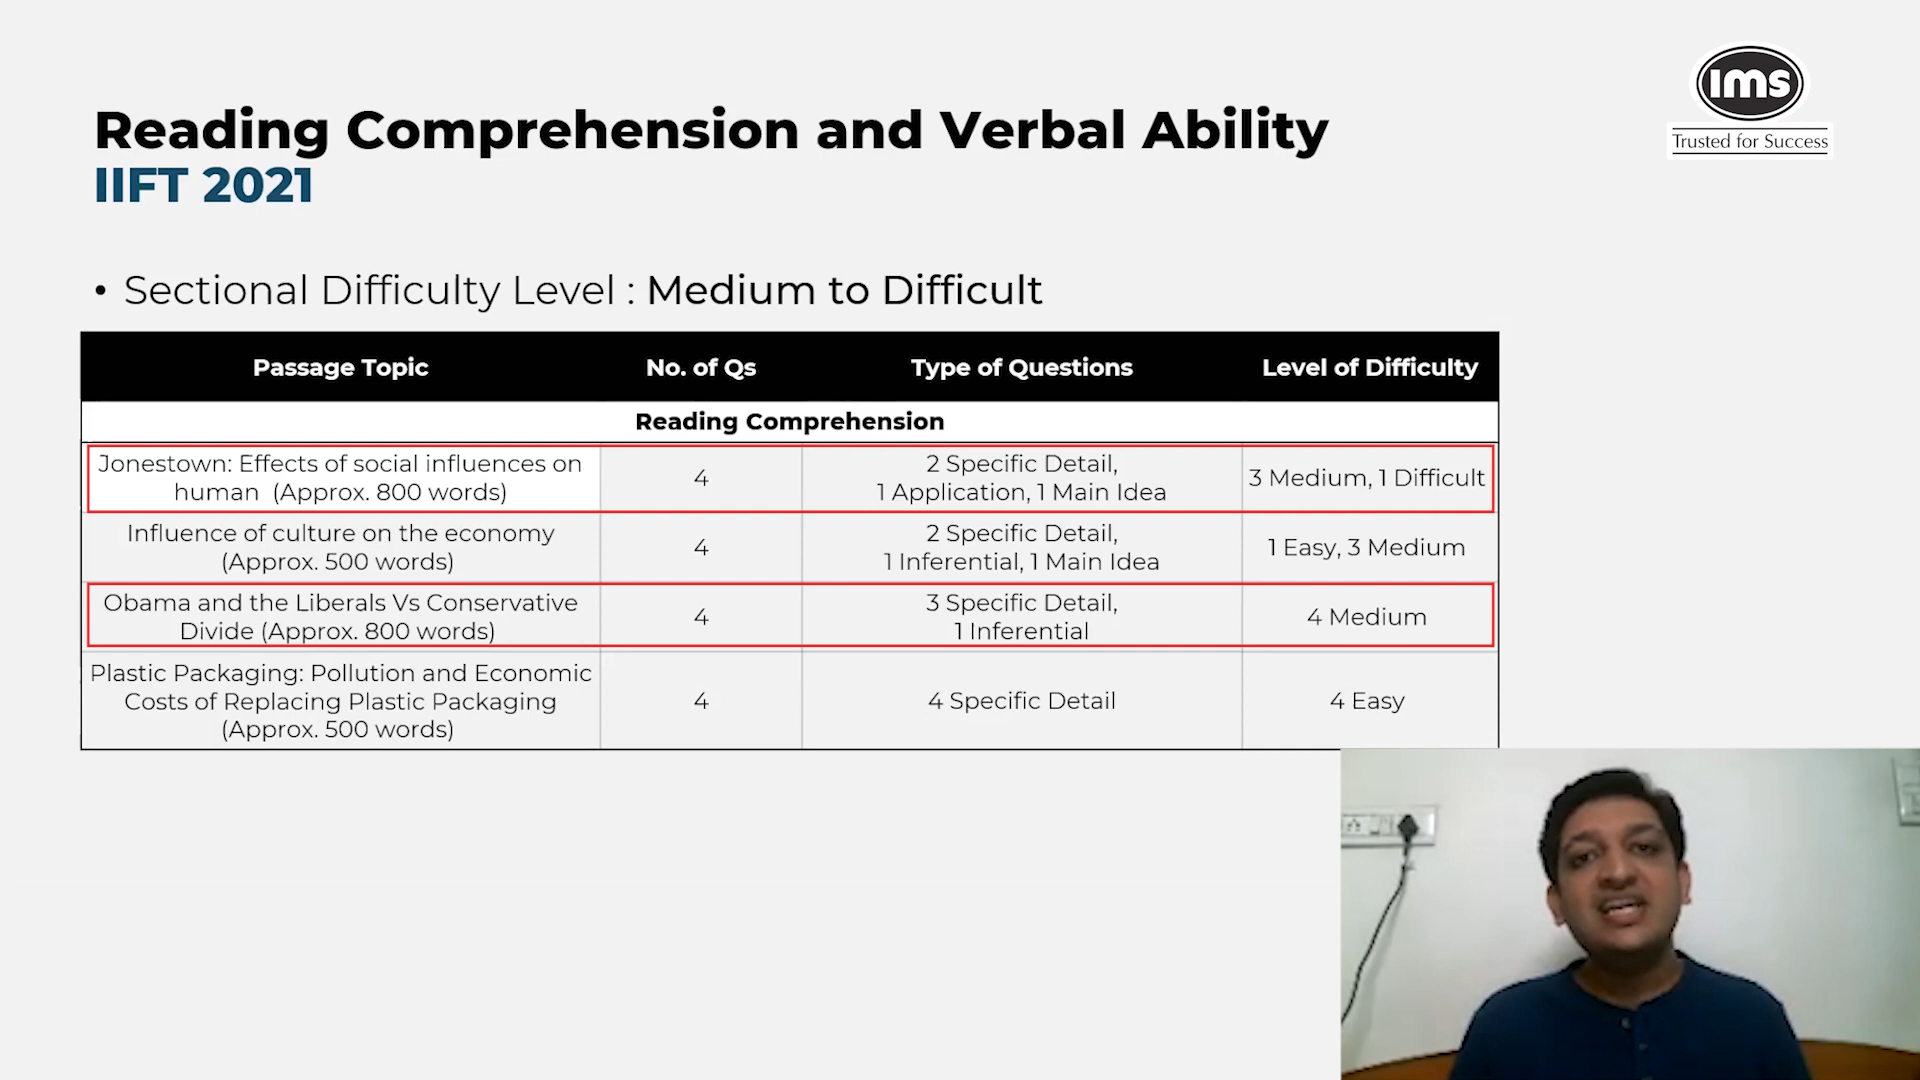 ims
Trusted for Success
Reading Comprehension and Verbal Ability
IIFT 2021
• Sectional Difficulty Level : Medium to Difficult
Passage Topic No. of Qs Type of Questions Level of Difficulty
Reading Comprehension
Jonestown: Effects of social influences on
human (Approx. 800 words)
4
2 Specific Detail,
1 Application, 1 Main Idea
3 Medium, 1 Difficult
Influence of culture on the economy
(Approx. 500 words)
4
2 Specific Detail,
1 Inferential, 1 Main Idea
1 Easy, 3 Medium
Obama and the Liberals Vs Conservative
Divide (Approx. 800 words)
4
3 Specific Detail,
1 Inferential
4 Medium
Plastic Packaging: Pollution and Economic
Costs of Replacing Plastic Packaging
(Approx. 500 words)
4
4 Specific Detail
4 Easy